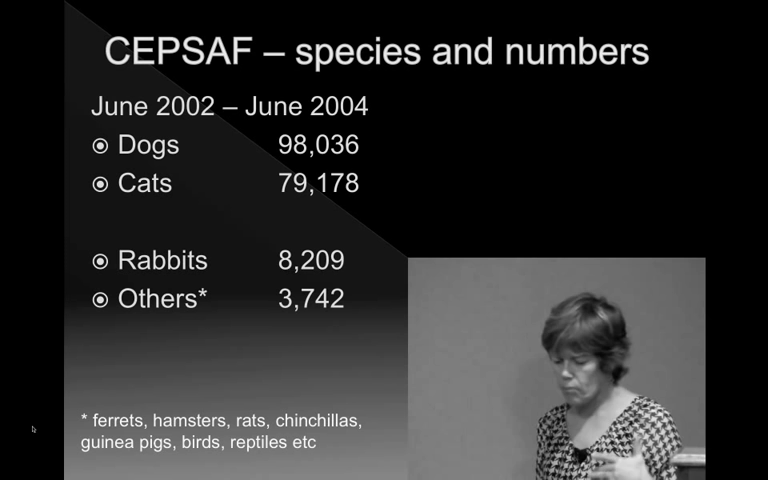 CEPSAF – species and numbers
June 2002 – June 2004
Dogs 98,036
Cats 79,178
Rabbits 8,209
Others* 3,742
* ferrets, hamsters, rats, chinchillas,
guinea pigs, birds, reptiles etc